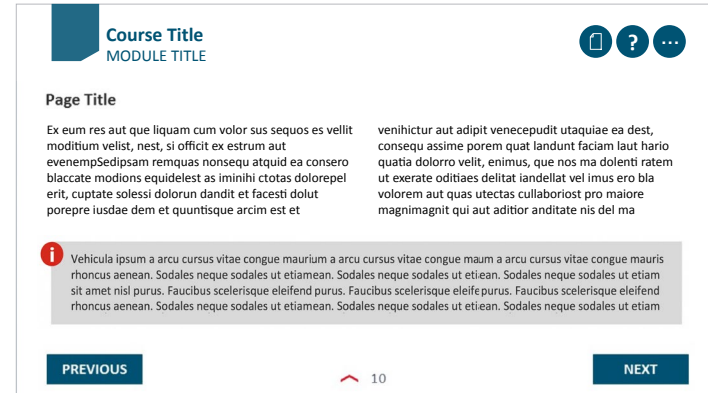 Course Title
MODULE TITLE
?
...
Page Title
Ex eum res aut que liquam cum volor sus sequos es vellit
moditium velist, nest, si officit ex estrum aut
evenempSedipsam remquas nonsequ atquid ea consero
blaccate modions equidelest as iminihi ctotas dolorepel
erit, cuptate solessi dolorun dandit et facesti dolut
porepre iusdae dem et quuntisque arcim est et
venihictur aut adipit venecepudit utaquiae ea dest,
consequ assime porem quat landunt faciam laut hario
quatia dolorro velit, enimus, que nos ma dolenti ratem
ut exerate oditiaes delitat iandellat vel imus ero bla
volorem aut quas utectas cullaboriost pro maiore
magnimagnit qui aut aditior anditate nis del ma
i
Vehicula ipsum a arcu cursus vitae congue maurium a arcu cursus vitae congue maum a arcu cursus vitae congue mauris
rhoncus aenean. Sodales neque sodales ut etiamean. Sodales neque sodales ut etiean. Sodales neque sodales ut etiam
sit amet nisl purus. Faucibus scelerisque eleifend purus. Faucibus scelerisque eleife purus. Faucibus scelerisque eleifend
rhoncus aenean. Sodales neque sodales ut etiamean. Sodales neque sodales ut etiean. Sodales neque sodales ut etiam
PREVIOUS
10
NEXT